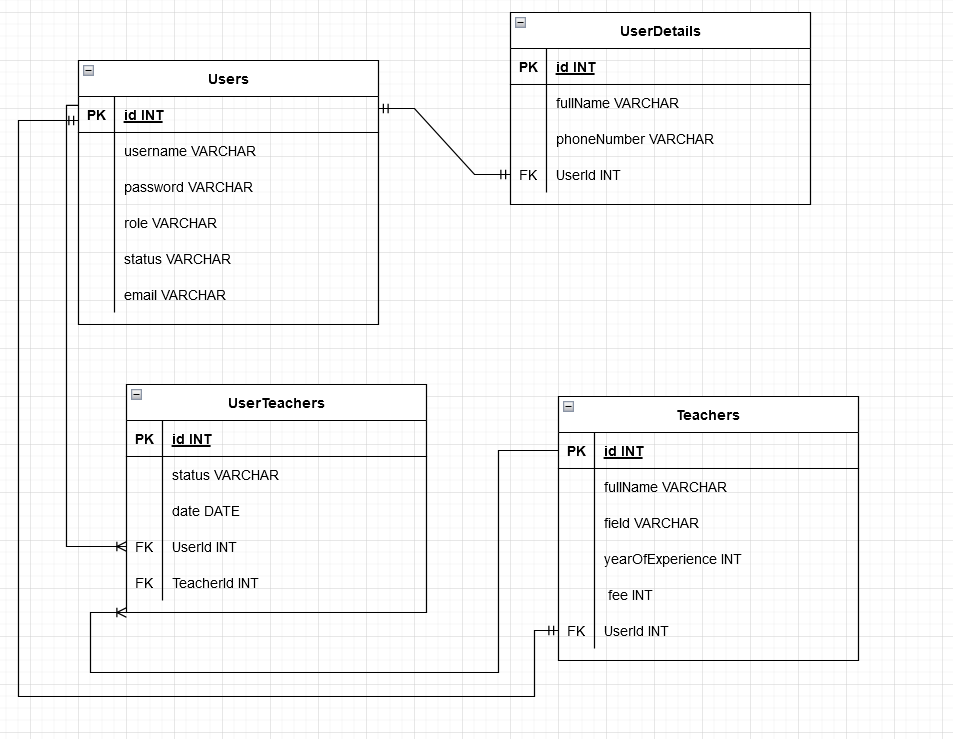 UserDetails
PK id INT
fullName VARCHAR
phoneNumber VARCHAR
FK UserId INT
Users
PK id INT
username VARCHAR
password VARCHAR
role VARCHAR
status VARCHAR
email VARCHAR
UserTeachers
PK id INT
status VARCHAR
date DATE
FK UserId INT
FK TeacherId INT
Teachers
PK id INT
fullName VARCHAR
field VARCHAR
yearOfExperience INT
fee INT
FK UserId INT